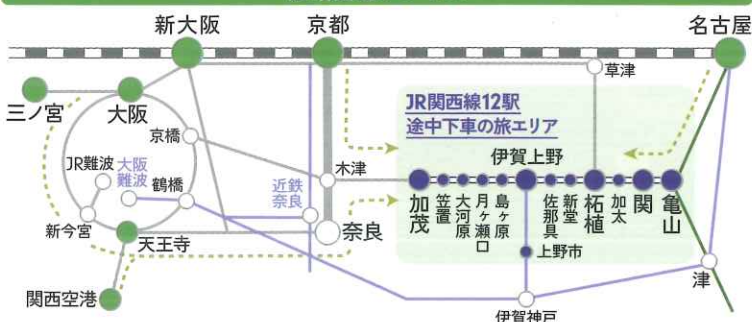 新大阪
京都
名古屋
草津
三ノ宮
大阪
京橋
JR関西線12駅
途中下車の旅エリア
伊賀上野
JR難波
大阪難波
鶴橋
木津
近鉄奈良
加茂
笠置
大河原
月ヶ瀬口
島ヶ原
佐那具
新堂
柘植
加太
関
亀山
新今宮
天王寺
奈良
上野市
津
関西空港
伊賀神戸